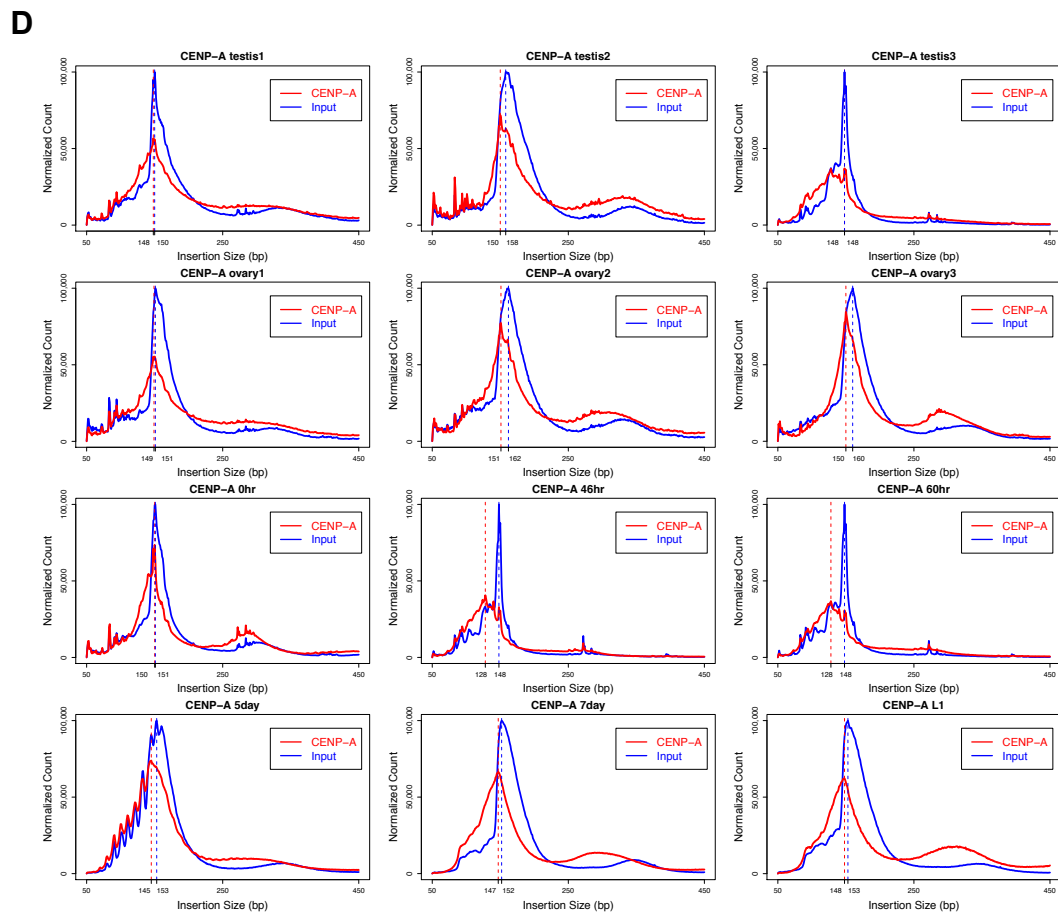 D
CENP−A testis1
Normalized Count
100,000
50,000
0
CENP−A
Input
50 148 150 250 450
Insertion Size (bp)
CENP−A testis2
Normalized Count
100,000
50,000
0
CENP−A
Input
50 150 158 250 450
Insertion Size (bp)
CENP−A testis3
Normalized Count
100,000
50,000
0
CENP−A
Input
50 148 148 250 450
Insertion Size (bp)
CENP−A ovary1
Normalized Count
100,000
50,000
0
CENP−A
Input
50 149 151 250 450
Insertion Size (bp)
CENP−A ovary2
Normalized Count
100,000
50,000
0
CENP−A
Input
50 151 162 250 450
Insertion Size (bp)
CENP−A ovary3
Normalized Count
100,000
50,000
0
CENP−A
Input
50 150 160 250 450
Insertion Size (bp)
CENP−A 0hr
Normalized Count
100,000
50,000
0
CENP−A
Input
50 150 151 250 450
Insertion Size (bp)
CENP−A 46hr
Normalized Count
100,000
50,000
0
CENP−A
Input
50 128 148 250 450
Insertion Size (bp)
CENP−A 60hr
Normalized Count
100,000
50,000
0
CENP−A
Input
50 128 148 250 450
Insertion Size (bp)
CENP−A 5day
Normalized Count
100,000
50,000
0
CENP−A
Input
50 145 153 250 450
Insertion Size (bp)
CENP−A 7day
Normalized Count
100,000
50,000
0
CENP−A
Input
50 147 152 250 450
Insertion Size (bp)
CENP−A L1
Normalized Count
100,000
50,000
0
CENP−A
Input
50 148 153 250 450
Insertion Size (bp)